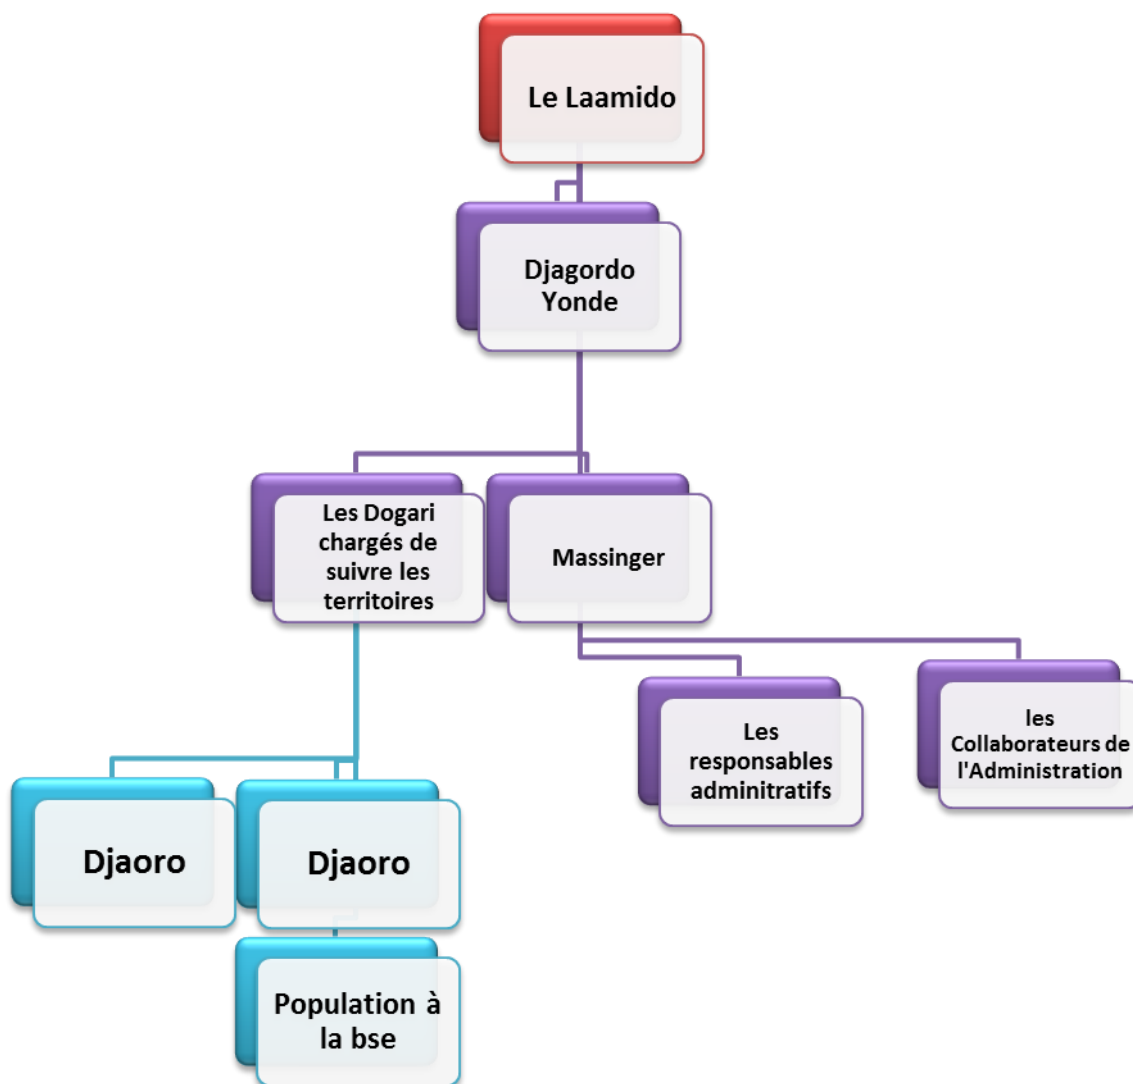 Le Laamido
Djagordo
Yonde
Les Dogari
chargés de
suivre les
territoires
Massinger
Les
responsables
adminitratifs
les
Collaborateurs de
l'Administration
Djaoro
Djaoro
Population à
la bse